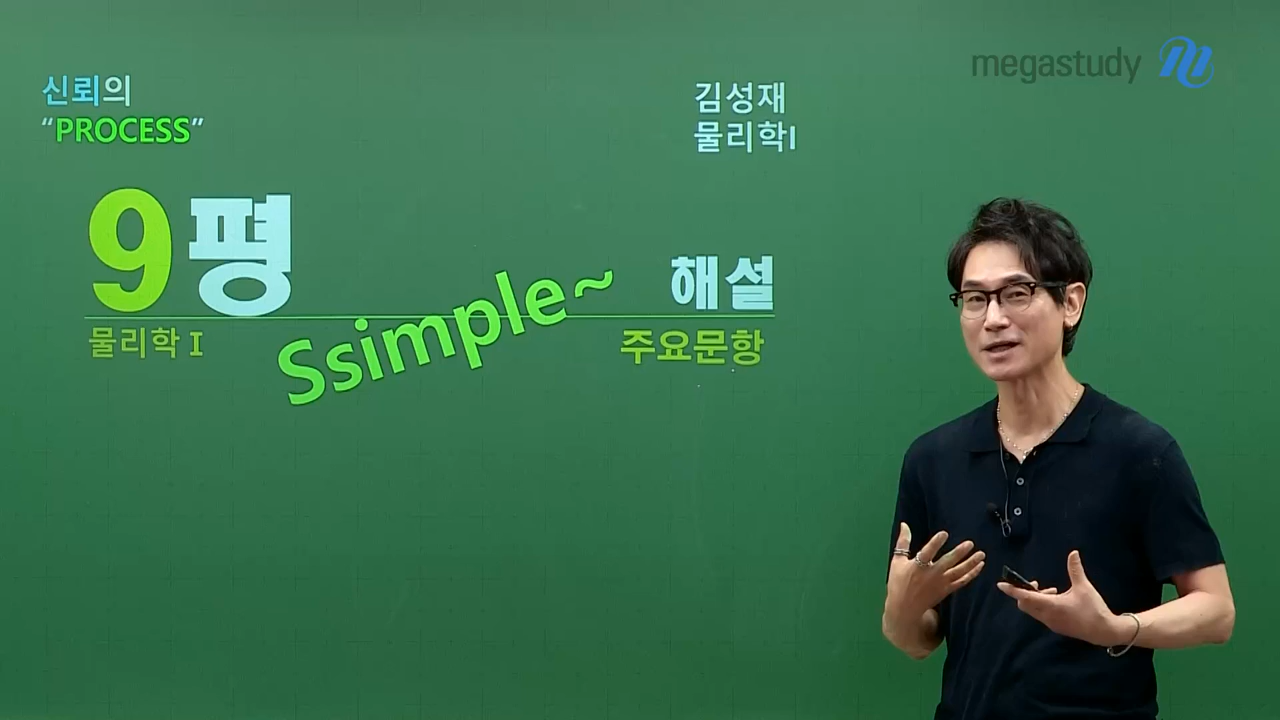 megastudy
신뢰의
“PROCESS”
김성재
물리학I
9평
해설
Ssimple~
물리학 I
주요문항